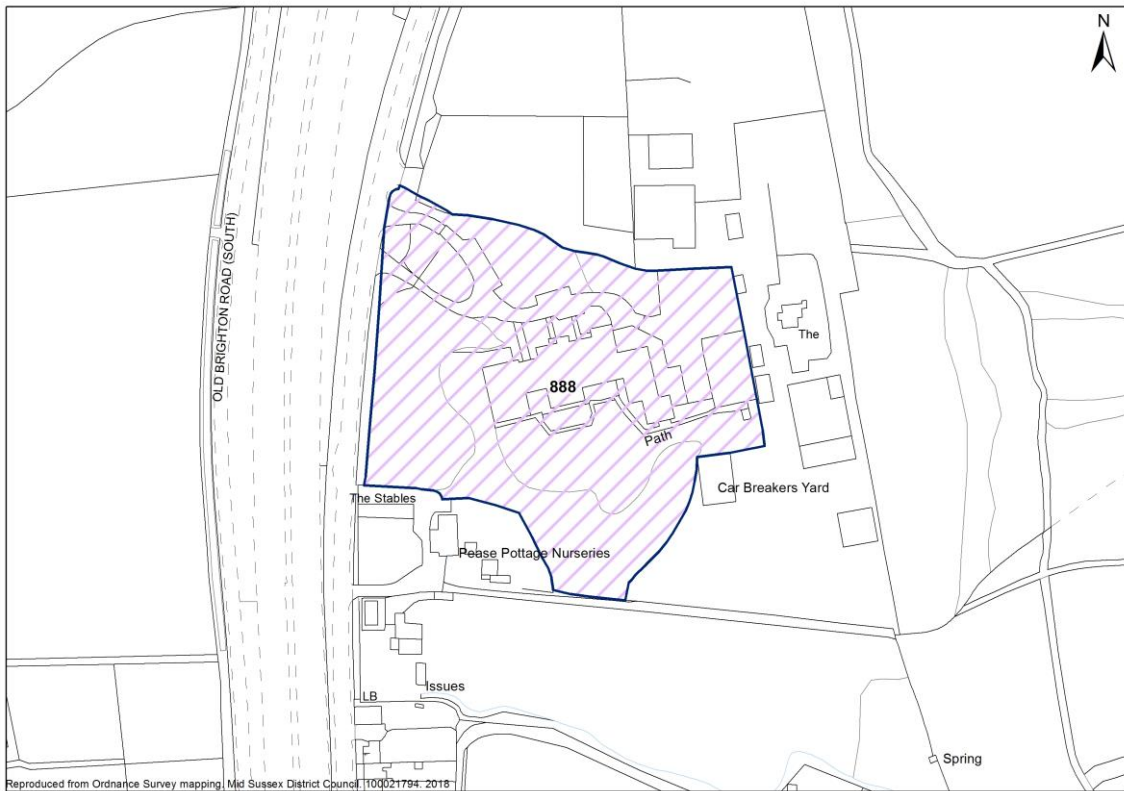 N
OLD BRIGHTON ROAD (SOUTH)
The
888
Path
Car Breakers Yard
The Stables
Pease Pottage Nurseries
Issues
LB
Spring
Reproduced from Ordnance Survey mapping. Mid Sussex District Council. 100021794. 2018